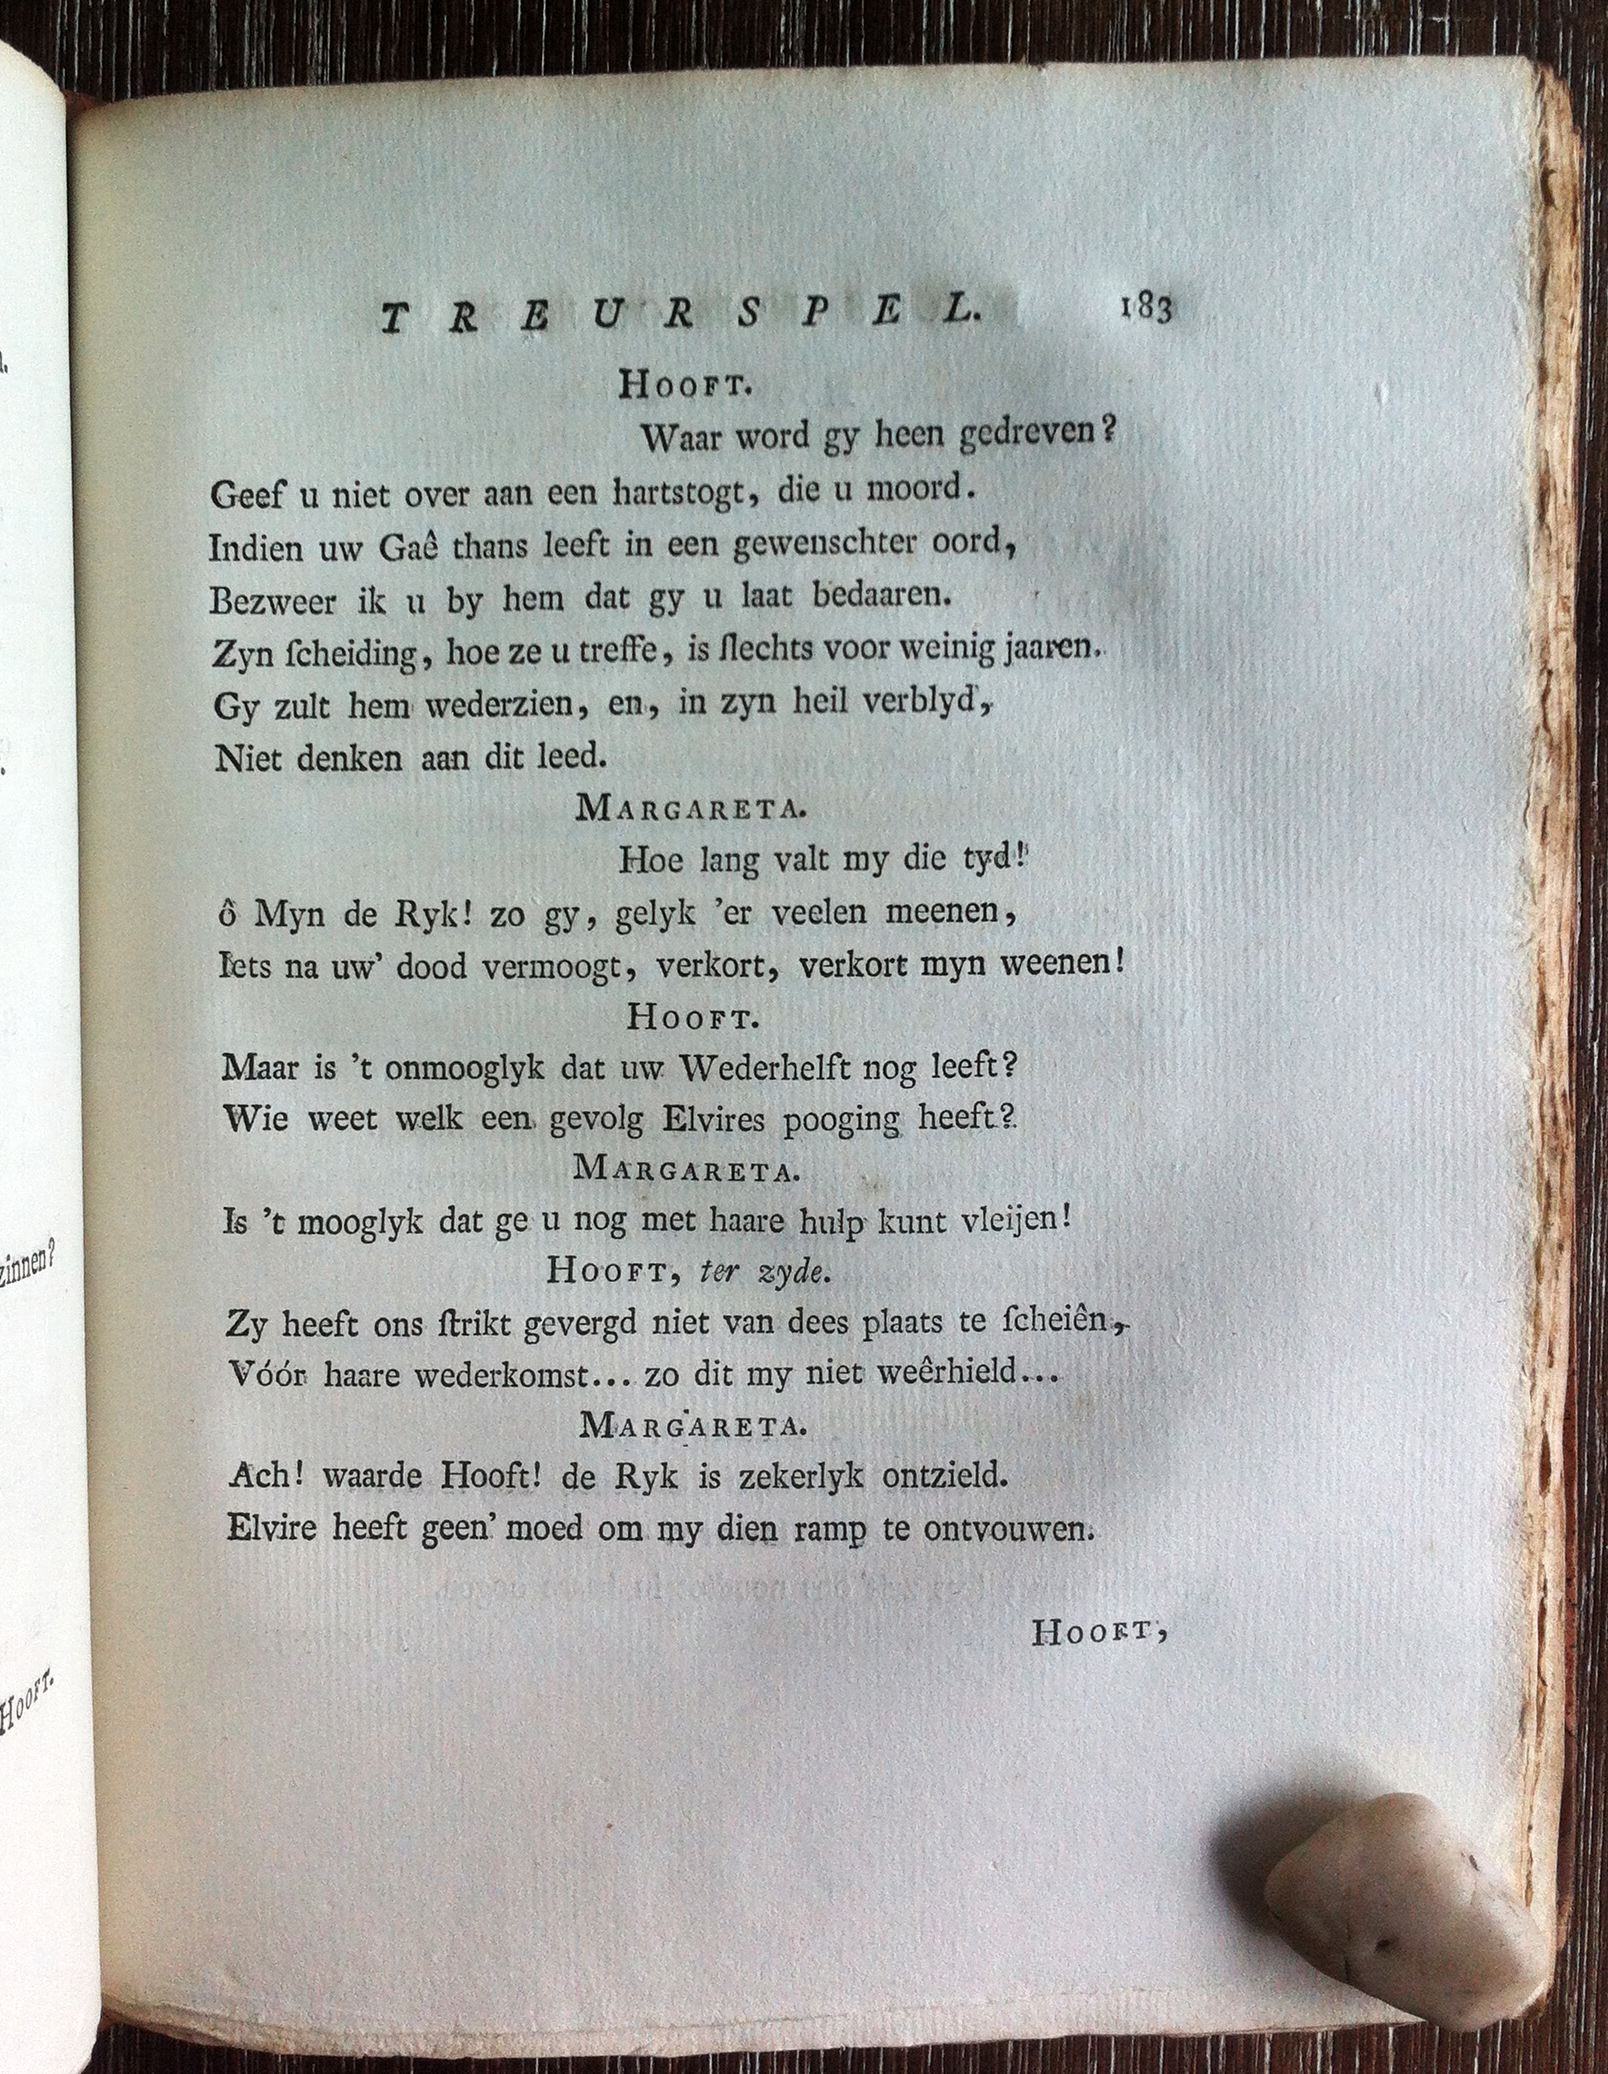 TREURSPEL. 183
HOOFT.
Waar word gy heen gedreven?
Geef u niet over aan een hartstogt, die u moord.
Indien uw Gaê thans leeft in een gewenschter oord,
Bezweer ik u by hem dat gy u laat bedaaren.
Zyn ſcheiding, hoe ze u treffe, is ſlechts voor weinig jaaren.
Gy zult hem wederzien, en, in zyn heil verblyd,
Niet denken aan dit leed.
MARGARETA.
Hoe lang valt my die tyd!
ô Myn de Ryk! zo gy, gelyk 'er veelen meenen,
Iets na uw' dood vermoogt, verkort, verkort myn weenen!
HOOFT.
Maar is 't onmooglyk dat uw Wederhelft nog leeft?
Wie weet welk een gevolg Elvires pooging heeft?
MARGARETA.
Is 't mooglyk dat ge u nog met haare hulp kunt vleijen!
HOOFT, ter zyde.
Zy heeft ons ſtrikt gevergd niet van dees plaats te ſcheiên,
Vóór haare wederkomst... zo dit my niet weêrhield...
MARGARETA.
Ach! waarde Hooft! de Ryk is zekerlyk ontzield.
Elvire heeft geen' moed om my dien ramp te ontvouwen.
HOOFT,
zinnen?
HOOFT.